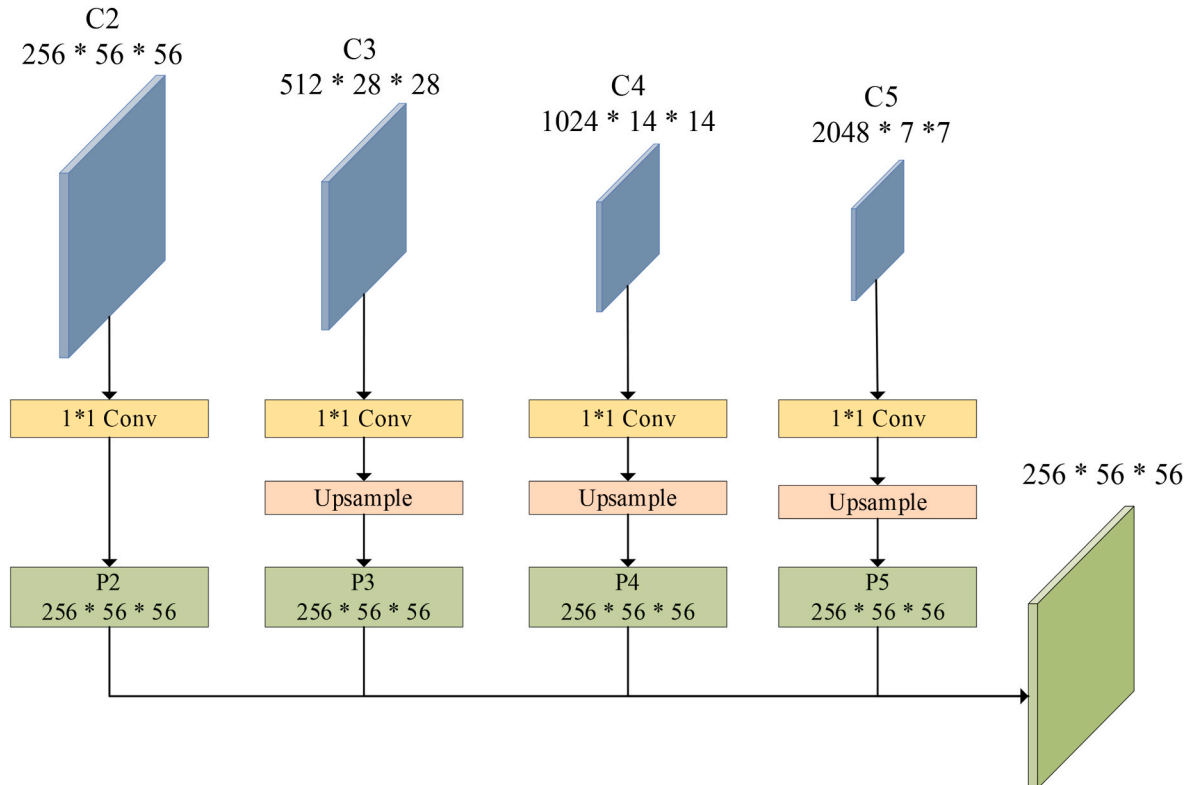 C2
256 * 56 * 56
C3
512 * 28 * 28
C4
1024 * 14 * 14
C5
2048 * 7 *7
1*1 Conv
1*1 Conv
1*1 Conv
1*1 Conv
Upsample
Upsample
Upsample
256 * 56 * 56
P2
256 * 56 * 56
P3
256 * 56 * 56
P4
256 * 56 * 56
P5
256 * 56 * 56